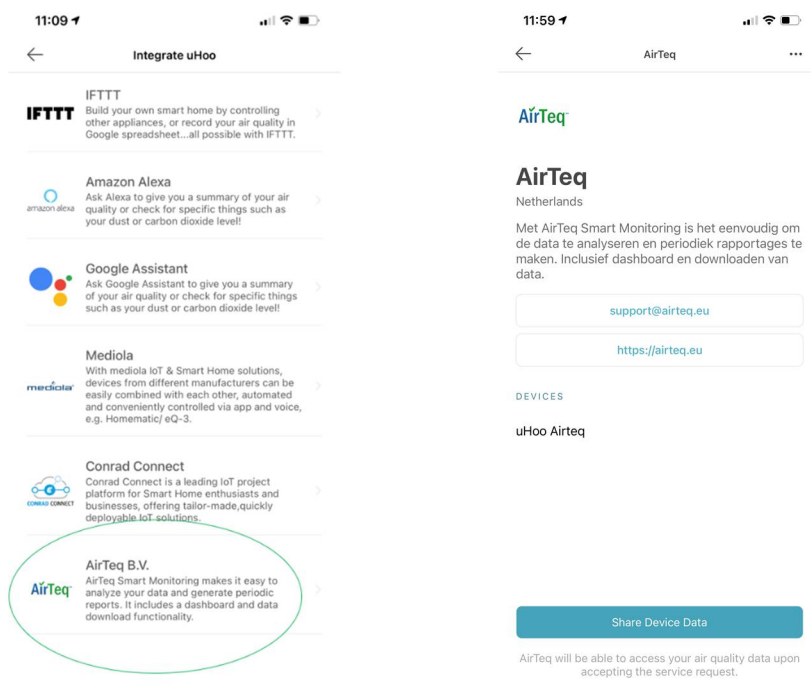 11:09
Integrate uHoo
IFTTT
IFTTT
Build your own smart home by controlling
other appliances, or record your air quality in
Google spreadsheet...all possible with IFTTT.
amazon alexa
Amazon Alexa
Ask Alexa to give you a summary of your air
quality or check for specific things such as
your dust or carbon dioxide level!
Google Assistant
Ask Google Assistant to give you a summary
of your air quality or check for specific things
such as your dust or carbon dioxide level!
mediola
Mediola
With mediola IoT & Smart Home solutions,
devices from different manufacturers can be
easily combined with each other, automated
and conveniently controlled via app and voice,
e.g. Homematic/ eQ-3.
CONRAD CONNECT
Conrad Connect
Conrad Connect is a leading IoT project
platform for Smart Home enthusiasts and
businesses, offering tailor-made,quickly
deployable IoT solutions.
AirTeq
AirTeq B.V.
AirTeq Smart Monitoring makes it easy to
analyze your data and generate periodic
reports. It includes a dashboard and data
download functionality.
11:59
AirTeq
AirTeq
AirTeq
Netherlands
Met AirTeq Smart Monitoring is het eenvoudig om
de data te analyseren en periodiek rapportages te
maken. Inclusief dashboard en downloaden van
data.
support@airteq.eu
https://airteq.eu
DEVICES
uHoo Airteq
Share Device Data
AirTeq will be able to access your air quality data upon
accepting the service request.